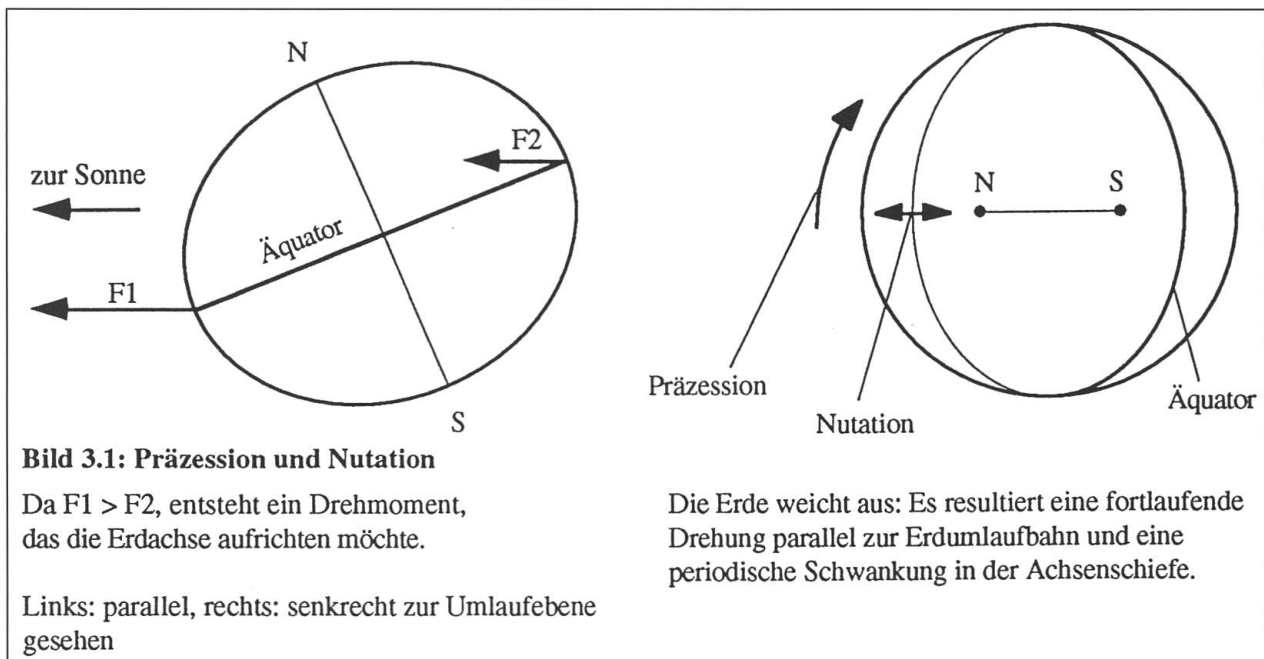 N
F2
zur Sonne
Äquator
F1
S
N
S
Präzession
Nutation
Äquator
Bild 3.1: Präzession und Nutation
Da F1 > F2, entsteht ein Drehmoment,
das die Erdachse aufrichten möchte.
Links: parallel, rechts: senkrecht zur Umlaufebene
gesehen
Die Erde weicht aus: Es resultiert eine fortlaufende
Drehung parallel zur Erdumlaufbahn und eine
periodische Schwankung in der Achsenschiefe.